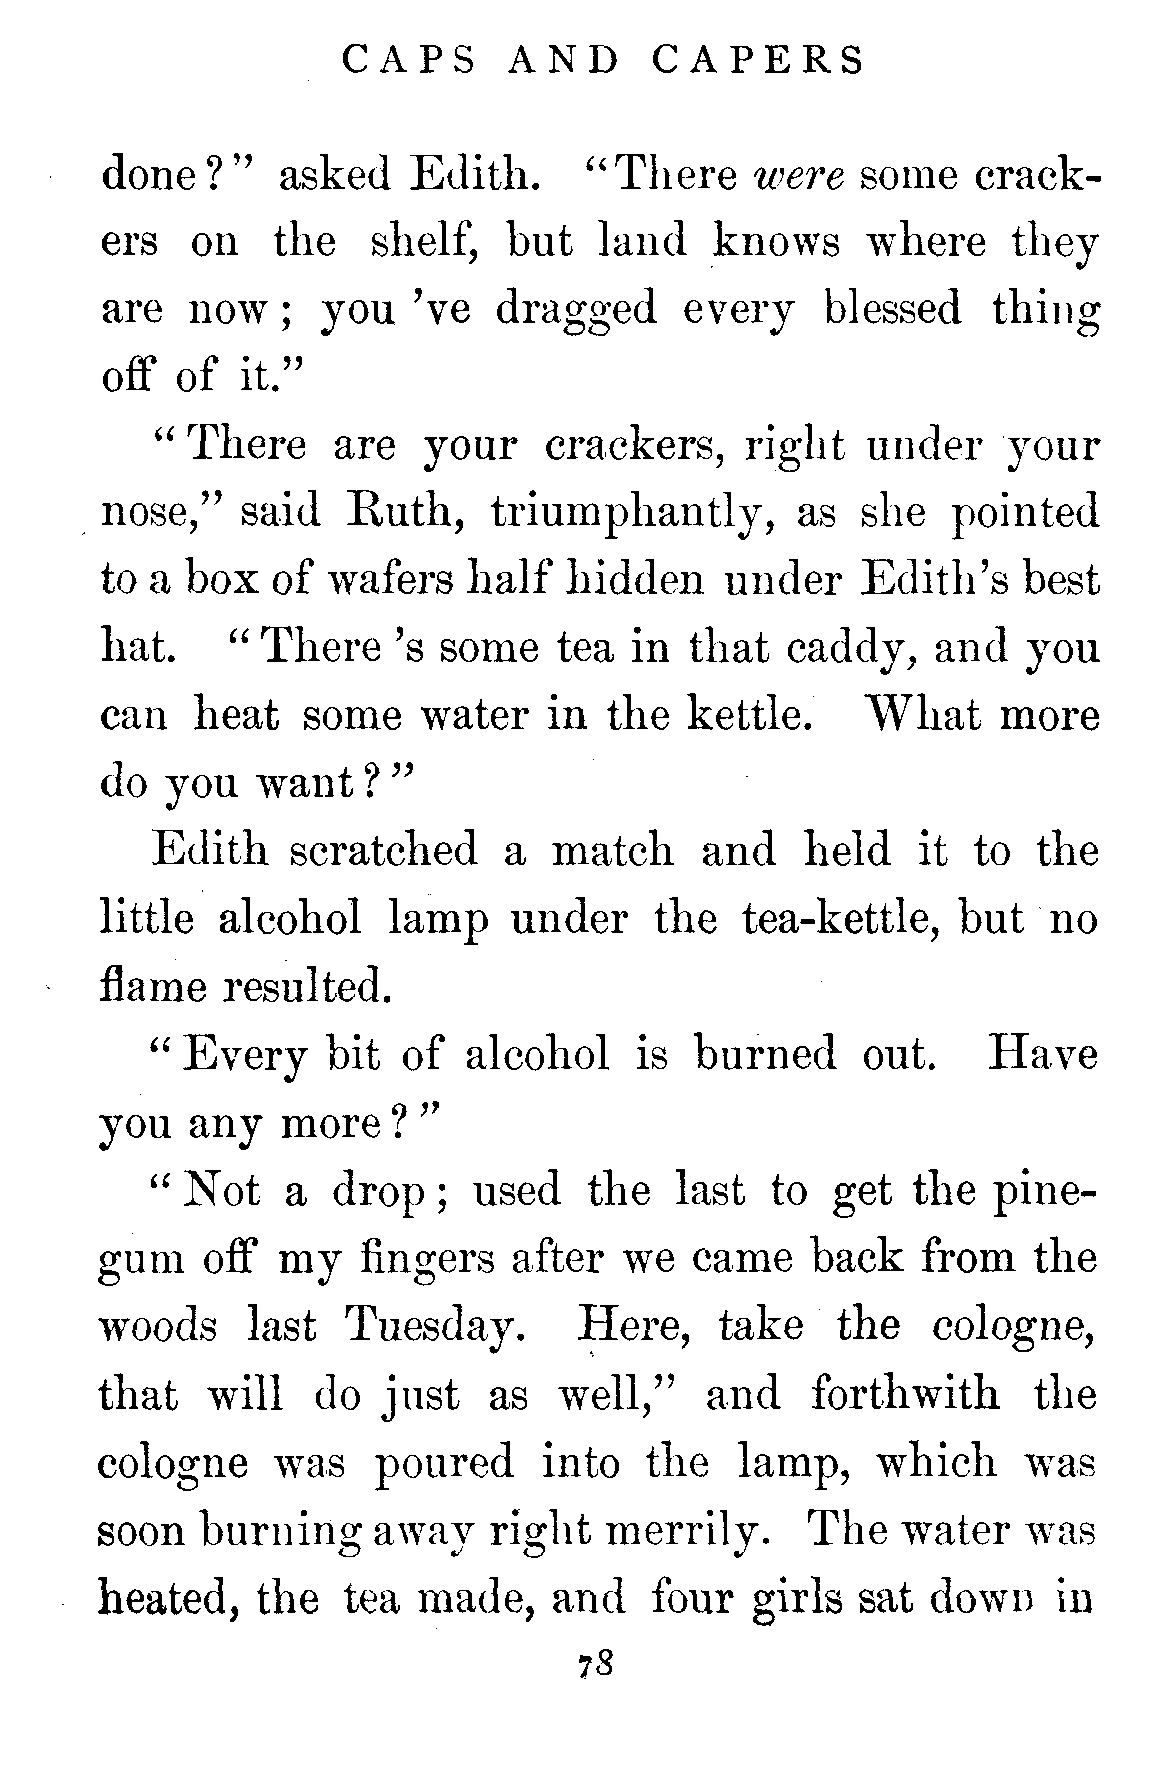 CAPS AND CAPERS
done?" asked Edith. "There were some crack-
ers on the shelf, but land knows where they
are now; you 've dragged every blessed thing
off of it."
"There are your crackers, right under your
nose," said Ruth, triumphantly, as she pointed
to a box of wafers half hidden under Edith's best
hat. "There 's some tea in that caddy, and you
can heat some water in the kettle. What more
do you want?"
Edith scratched a match and held it to the
little alcohol lamp under the tea-kettle, but no
flame resulted.
"Every bit of alcohol is burned out. Have
you any more?"
"Not a drop; used the last to get the pine-
gum off my fingers after we came back from the
woods last Tuesday. Here, take the cologne,
that will do just as well," and forthwith the
cologne was poured into the lamp, which was
soon burning away right merrily. The water was
heated, the tea made, and four girls sat down in
78